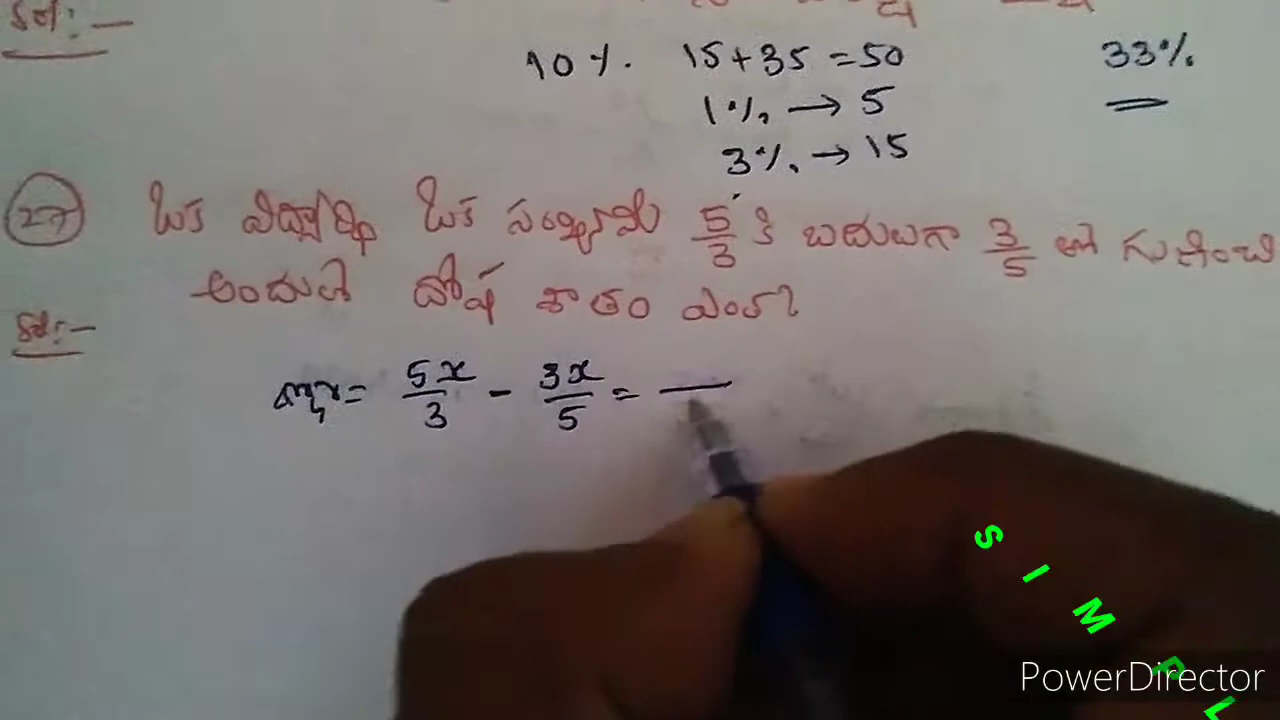 సా:-
10%. 15+35 =50 33%
1% → 5
3% → 15
27 ఒక విద్యార్థి ఒక సంఖ్యను 5/3 కి బదులుగా 3/5 తో గుణించి
అందులో దోష శాతం ఎంత?
సా:-
= 5x/3 - 3x/5 =
S I M P L
PowerDirector